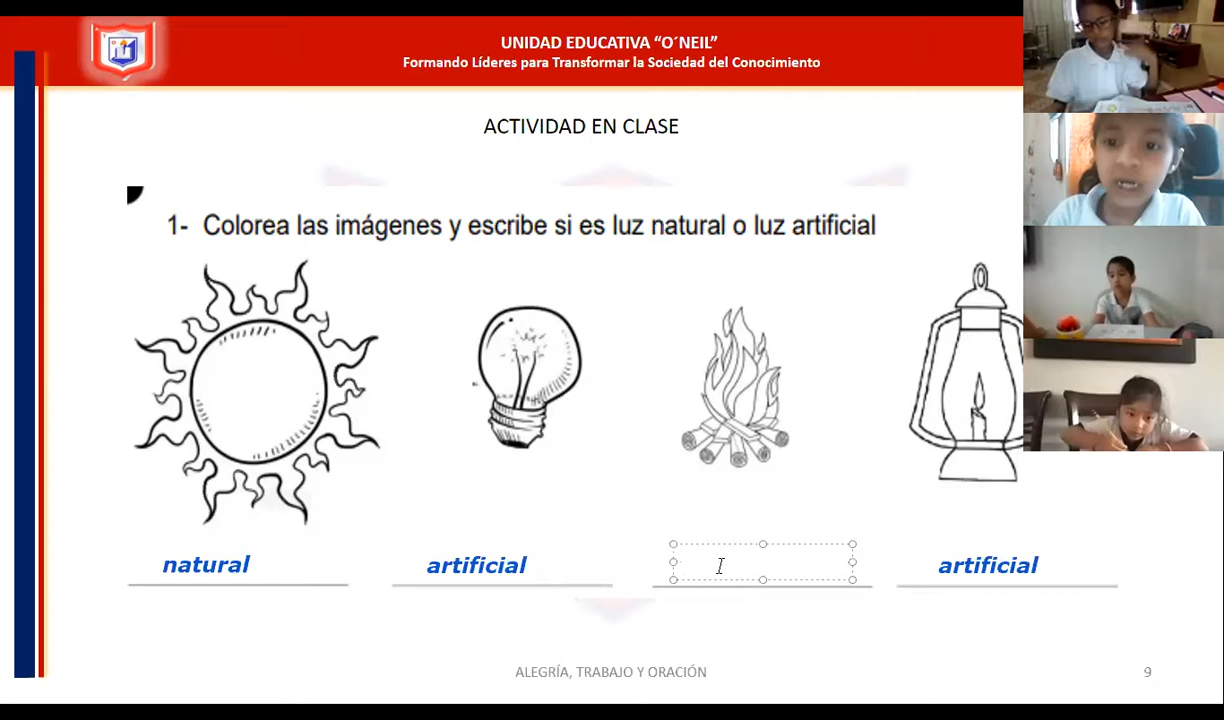 UNIDAD EDUCATIVA “O´NEIL”
Formando Líderes para Transformar la Sociedad del Conocimiento
ACTIVIDAD EN CLASE
1- Colorea las imágenes y escribe si es luz natural o luz artificial
natural artificial artificial
ALEGRÍA, TRABAJO Y ORACIÓN 9